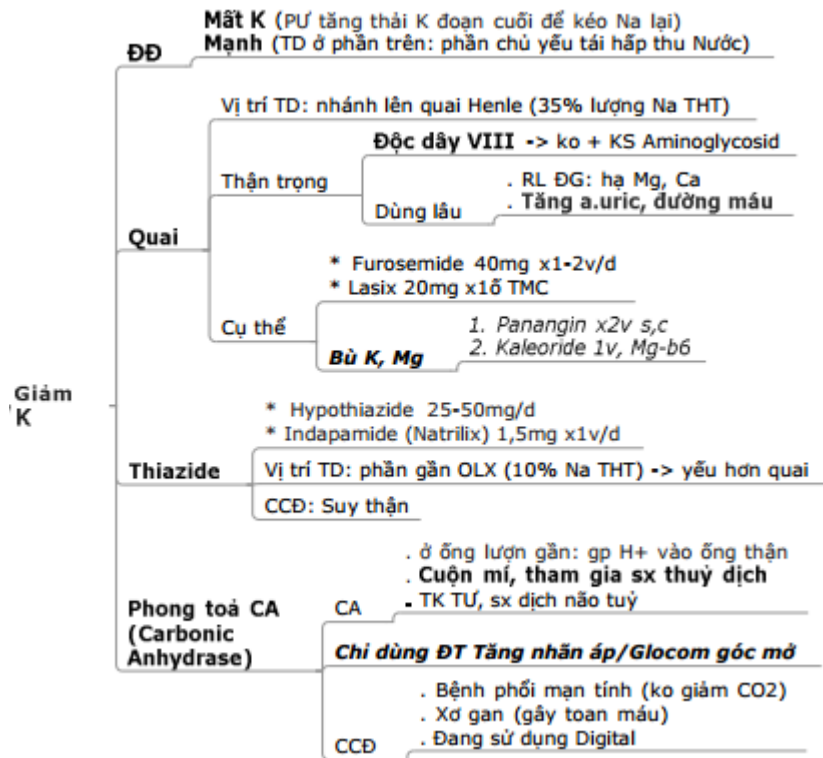 Giảm
K
ĐĐ
Mất K (PƯ tăng thải K đoạn cuối để kéo Na lại)
Mạnh (TD ở phần trên: phần chủ yếu tái hấp thu Nước)
Quai
Vị trí TD: nhánh lên quai Henle (35% lượng Na THT)
Thận trọng
Độc dây VIII -> ko + KS Aminoglycosid
Dùng lâu
. RL ĐG: hạ Mg, Ca
. Tăng a.uric, đường máu
Cụ thể
* Furosemide 40mg x1-2v/d
* Lasix 20mg x1ố TMC
Bù K, Mg
1. Panangin x2v s,c
2. Kaleoride 1v, Mg-b6
Thiazide
* Hypothiazide 25-50mg/d
* Indapamide (Natrilix) 1,5mg x1v/d
Vị trí TD: phần gần OLX (10% Na THT) -> yếu hơn quai
CCĐ: Suy thận
Phong toả CA
(Carbonic
Anhydrase)
CA
. ở ống lượn gần: gp H+ vào ống thận
. Cuộn mí, tham gia sx thuỷ dịch
. TK TƯ, sx dịch não tuỷ
Chỉ dùng ĐT Tăng nhãn áp/Glocom góc mở
CCĐ
. Bệnh phổi mạn tính (ko giảm CO2)
. Xơ gan (gây toan máu)
. Đang sử dụng Digital